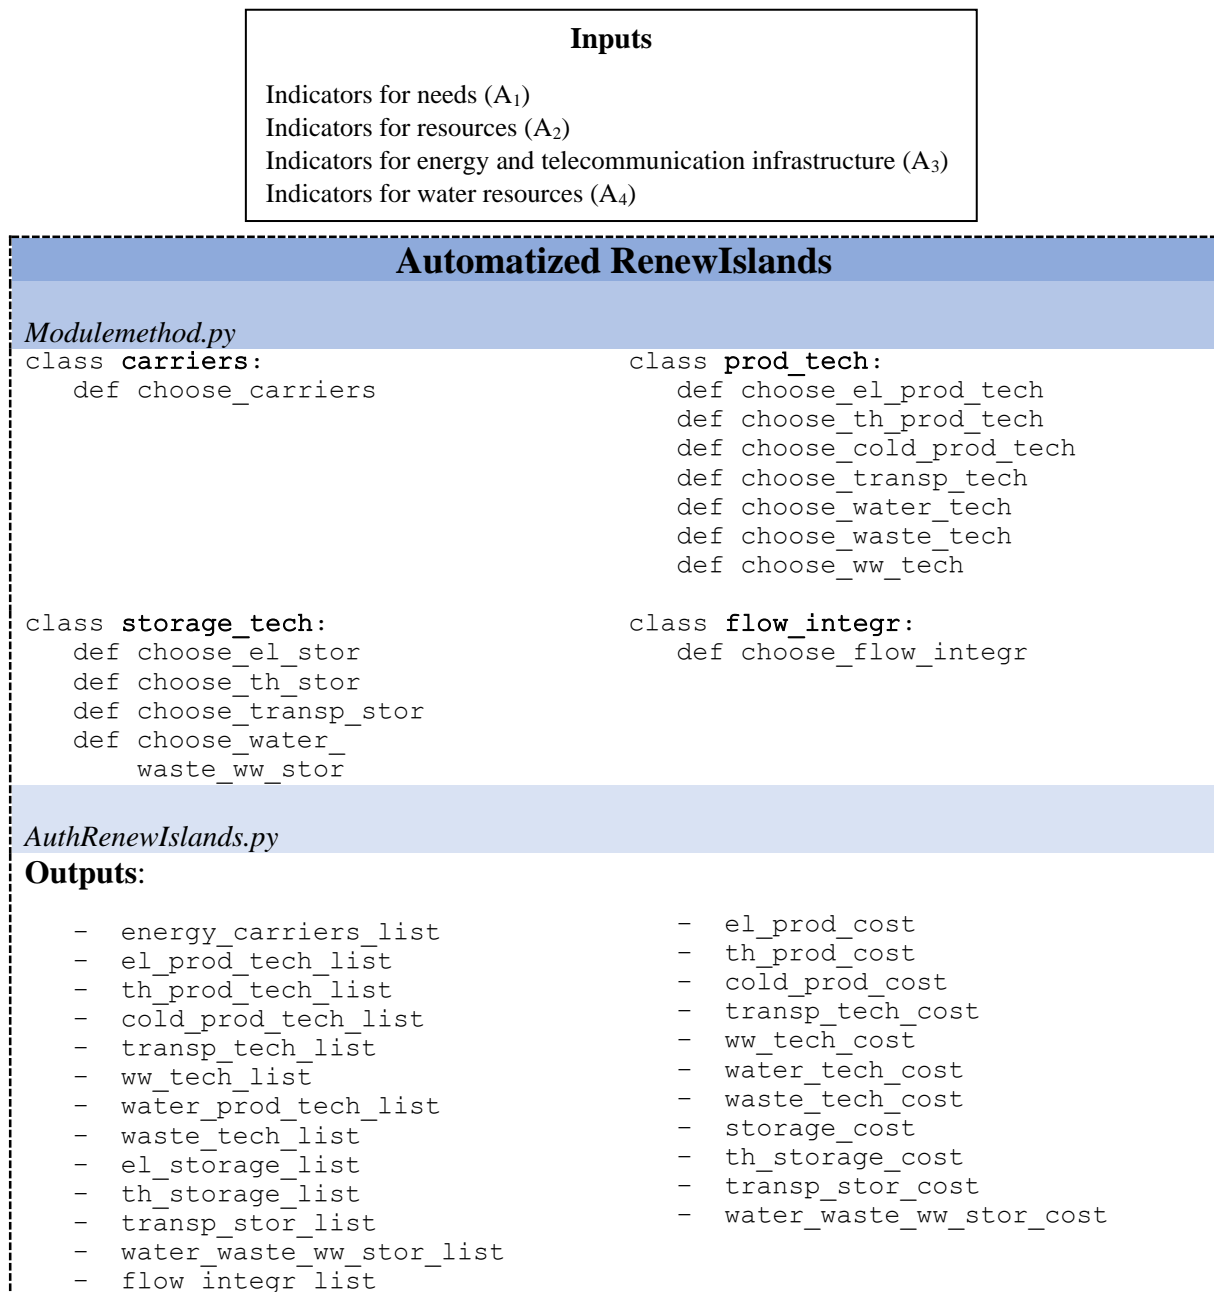 Inputs
Indicators for needs (A1)
Indicators for resources (A2)
Indicators for energy and telecommunication infrastructure (A3)
Indicators for water resources (A4)
Automatized RenewIslands
Modulemethod.py
class carriers:
def choose_carriers
class prod_tech:
def choose_el_prod_tech
def choose_th_prod_tech
def choose_cold_prod_tech
def choose_transp_tech
def choose_water_tech
def choose_waste_tech
def choose_ww_tech
class storage_tech:
def choose_el_stor
def choose_th_stor
def choose_transp_stor
def choose_water_
waste_ww_stor
class flow_integr:
def choose_flow_integr
AuthRenewIslands.py
Outputs:
- energy_carriers_list
- el_prod_tech_list
- th_prod_tech_list
- cold_prod_tech_list
- transp_tech_list
- ww_tech_list
- water_prod_tech_list
- waste_tech_list
- el_storage_list
- th_storage_list
- transp_stor_list
- water_waste_ww_stor_list
- flow_integr_list
- el_prod_cost
- th_prod_cost
- cold_prod_cost
- transp_tech_cost
- ww_tech_cost
- water_tech_cost
- waste_tech_cost
- storage_cost
- th_storage_cost
- transp_stor_cost
- water_waste_ww_stor_cost